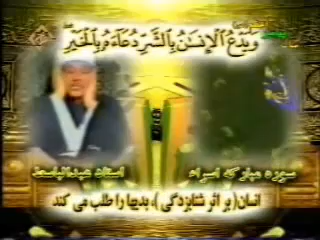 وَيَدْعُ الْإِنسَانُ بِالشَّرِّ دُعَاءَهُ بِالْخَيْرِ
استاد عبدالباسط
سوره مبارکه اسراء
انسان(بر اثر شتابزدگی)، بدیها را طلب می کند